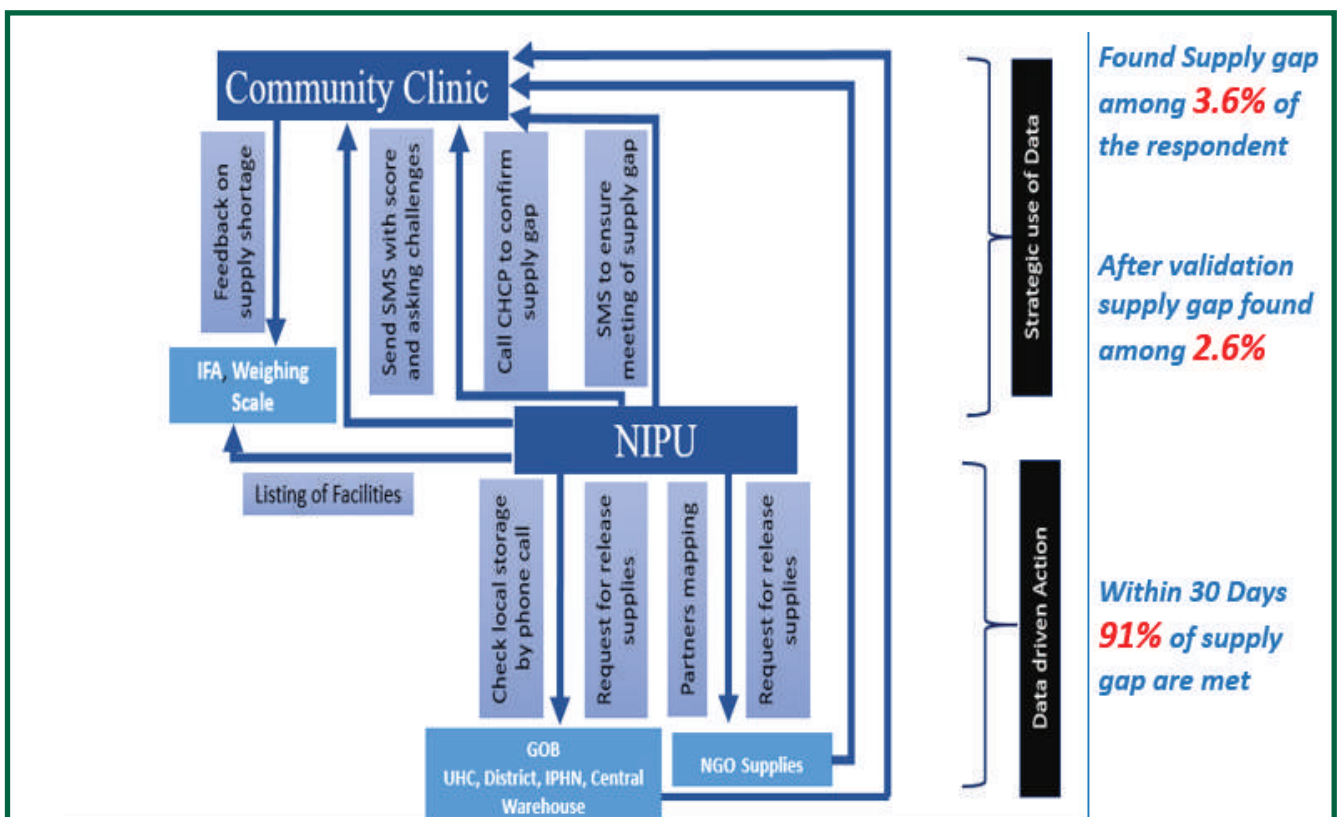 Community Clinic
Feedback on
supply shortage
Send SMS with score
and asking challenges
Call CHCP to confirm
supply gap
SMS to ensure
meeting of supply gap
IFA, Weighing
Scale
NIPU
Listing of Facilities
Check local storage
by phone call
Request for release
supplies
Partners mapping
Request for release
supplies
GOB
UHC, District, IPHN, Central
Warehouse
NGO Supplies
Strategic use of Data
Data driven Action
Found Supply gap
among 3.6% of
the respondent
After validation
supply gap found
among 2.6%
Within 30 Days
91% of supply
gap are met